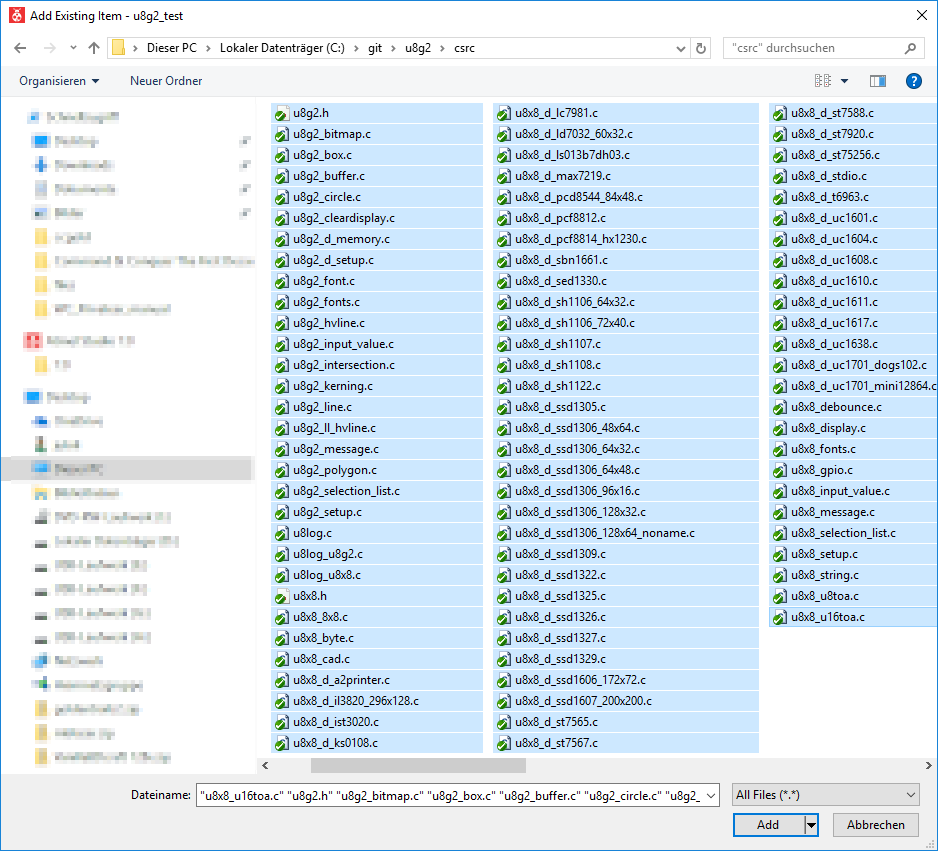 Add Existing Item - u8g2_test
Dieser PC > Lokaler Datenträger (C:) > git > u8g2 > csrc
"csrc" durchsuchen
Organisieren
Neuer Ordner
u8g2.h
u8g2_bitmap.c
u8g2_box.c
u8g2_buffer.c
u8g2_circle.c
u8g2_cleardisplay.c
u8g2_d_memory.c
u8g2_d_setup.c
u8g2_font.c
u8g2_fonts.c
u8g2_hvline.c
u8g2_input_value.c
u8g2_intersection.c
u8g2_kerning.c
u8g2_line.c
u8g2_ll_hvline.c
u8g2_message.c
u8g2_polygon.c
u8g2_selection_list.c
u8g2_setup.c
u8log.c
u8log_u8g2.c
u8log_u8x8.c
u8x8.h
u8x8_8x8.c
u8x8_byte.c
u8x8_cad.c
u8x8_d_a2printer.c
u8x8_d_il3820_296x128.c
u8x8_d_ist3020.c
u8x8_d_ks0108.c
u8x8_d_lc7981.c
u8x8_d_ld7032_60x32.c
u8x8_d_ls013b7dh03.c
u8x8_d_max7219.c
u8x8_d_pcd8544_84x48.c
u8x8_d_pcf8812.c
u8x8_d_pcf8814_hx1230.c
u8x8_d_sbn1661.c
u8x8_d_sed1330.c
u8x8_d_sh1106_64x32.c
u8x8_d_sh1106_72x40.c
u8x8_d_sh1107.c
u8x8_d_sh1108.c
u8x8_d_sh1122.c
u8x8_d_ssd1305.c
u8x8_d_ssd1306_48x64.c
u8x8_d_ssd1306_64x32.c
u8x8_d_ssd1306_64x48.c
u8x8_d_ssd1306_96x16.c
u8x8_d_ssd1306_128x32.c
u8x8_d_ssd1306_128x64_noname.c
u8x8_d_ssd1309.c
u8x8_d_ssd1322.c
u8x8_d_ssd1325.c
u8x8_d_ssd1326.c
u8x8_d_ssd1327.c
u8x8_d_ssd1329.c
u8x8_d_ssd1606_172x72.c
u8x8_d_ssd1607_200x200.c
u8x8_d_st7565.c
u8x8_d_st7567.c
u8x8_d_st7588.c
u8x8_d_st7920.c
u8x8_d_st75256.c
u8x8_d_stdio.c
u8x8_d_t6963.c
u8x8_d_uc1601.c
u8x8_d_uc1604.c
u8x8_d_uc1608.c
u8x8_d_uc1610.c
u8x8_d_uc1611.c
u8x8_d_uc1617.c
u8x8_d_uc1638.c
u8x8_d_uc1701_dogs102.c
u8x8_d_uc1701_mini12864.c
u8x8_debounce.c
u8x8_display.c
u8x8_fonts.c
u8x8_gpio.c
u8x8_input_value.c
u8x8_message.c
u8x8_selection_list.c
u8x8_setup.c
u8x8_string.c
u8x8_u8toa.c
u8x8_u16toa.c
Dateiname: "u8x8_u16toa.c" "u8g2.h" "u8g2_bitmap.c" "u8g2_box.c" "u8g2_buffer.c" "u8g2_circle.c" "u8g2_
All Files (*.*)
Add
Abbrechen